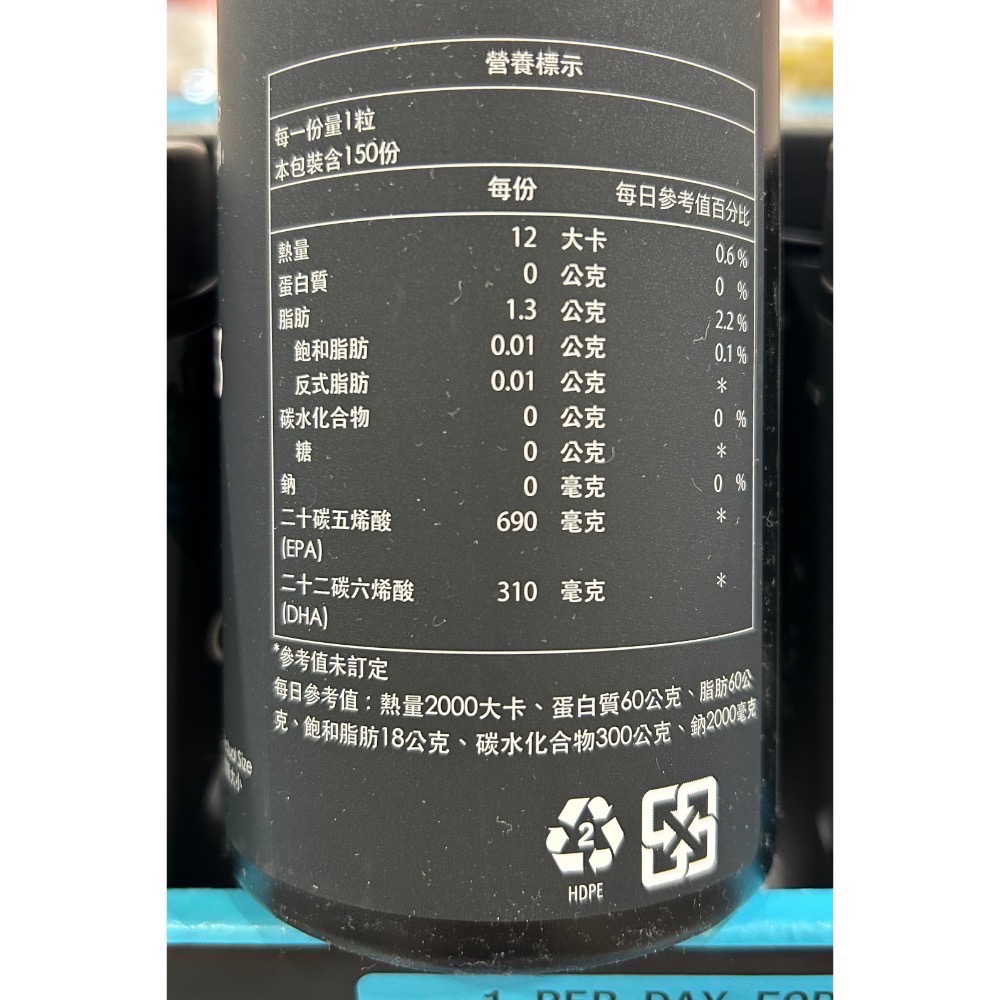 營養標示
每一份量1粒
本包裝含150份
每份 每日參考值百分比
熱量 12 大卡 0.6 %
蛋白質 0 公克 0 %
脂肪 1.3 公克 2.2 %
飽和脂肪 0.01 公克 0.1 %
反式脂肪 0.01 公克 *
碳水化合物 0 公克 0 %
糖 0 公克 *
鈉 0 毫克 0 %
二十碳五烯酸 690 毫克 *
(EPA)
二十二碳六烯酸 310 毫克 *
(DHA)
*參考值未訂定
每日參考值：熱量2000大卡、蛋白質60公克、脂肪60公
克、飽和脂肪18公克、碳水化合物300公克、鈉2000毫克
Size
大小
2
HDPE
1 PER DAY FOR